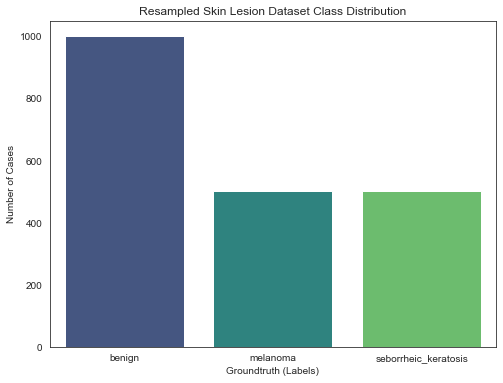 Resampled Skin Lesion Dataset Class Distribution
1000
800
600
400
200
0
Number of Cases
benign melanoma seborrheic_keratosis
Groundtruth (Labels)